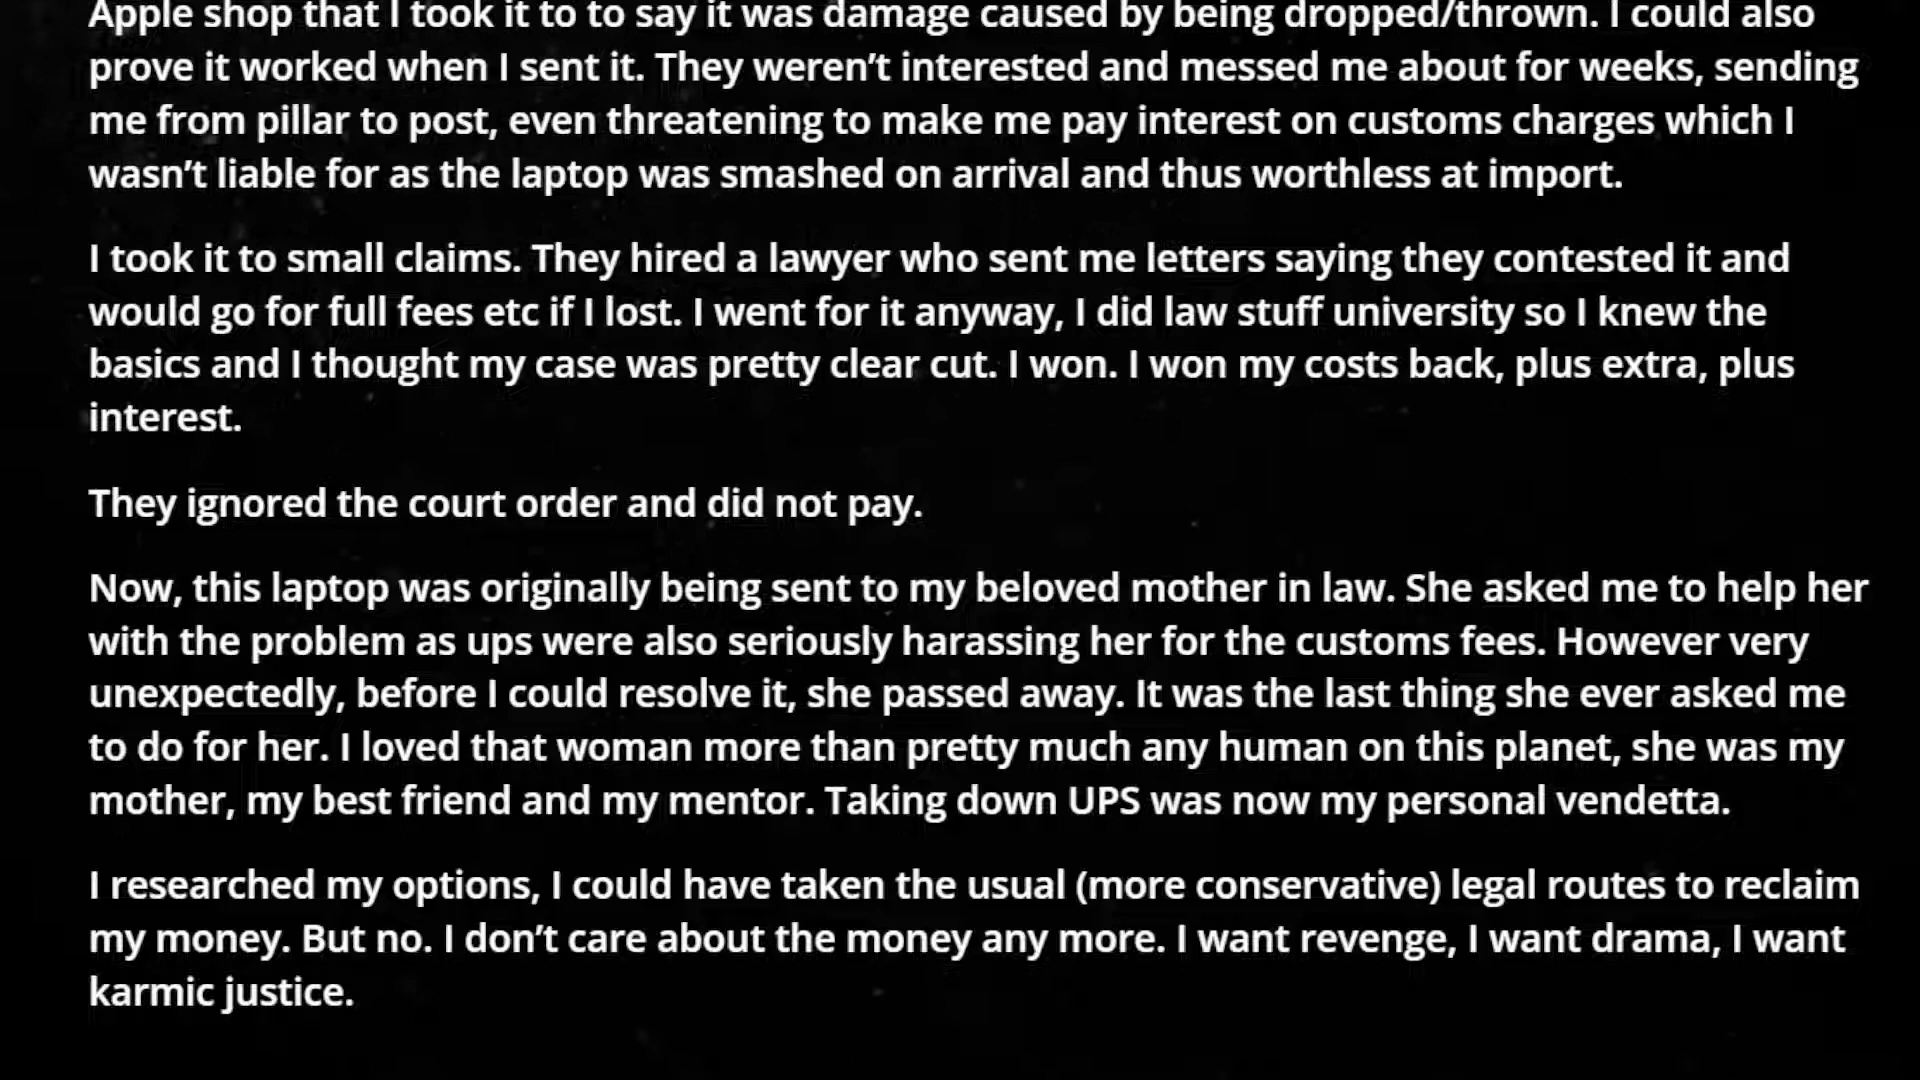 Apple shop that I took it to to say it was damage caused by being dropped/thrown. I could also
prove it worked when I sent it. They weren’t interested and messed me about for weeks, sending
me from pillar to post, even threatening to make me pay interest on customs charges which I
wasn’t liable for as the laptop was smashed on arrival and thus worthless at import.
I took it to small claims. They hired a lawyer who sent me letters saying they contested it and
would go for full fees etc if I lost. I went for it anyway, I did law stuff university so I knew the
basics and I thought my case was pretty clear cut. I won. I won my costs back, plus extra, plus
interest.
They ignored the court order and did not pay.
Now, this laptop was originally being sent to my beloved mother in law. She asked me to help her
with the problem as ups were also seriously harassing her for the customs fees. However very
unexpectedly, before I could resolve it, she passed away. It was the last thing she ever asked me
to do for her. I loved that woman more than pretty much any human on this planet, she was my
mother, my best friend and my mentor. Taking down UPS was now my personal vendetta.
I researched my options, I could have taken the usual (more conservative) legal routes to reclaim
my money. But no. I don’t care about the money any more. I want revenge, I want drama, I want
karmic justice.